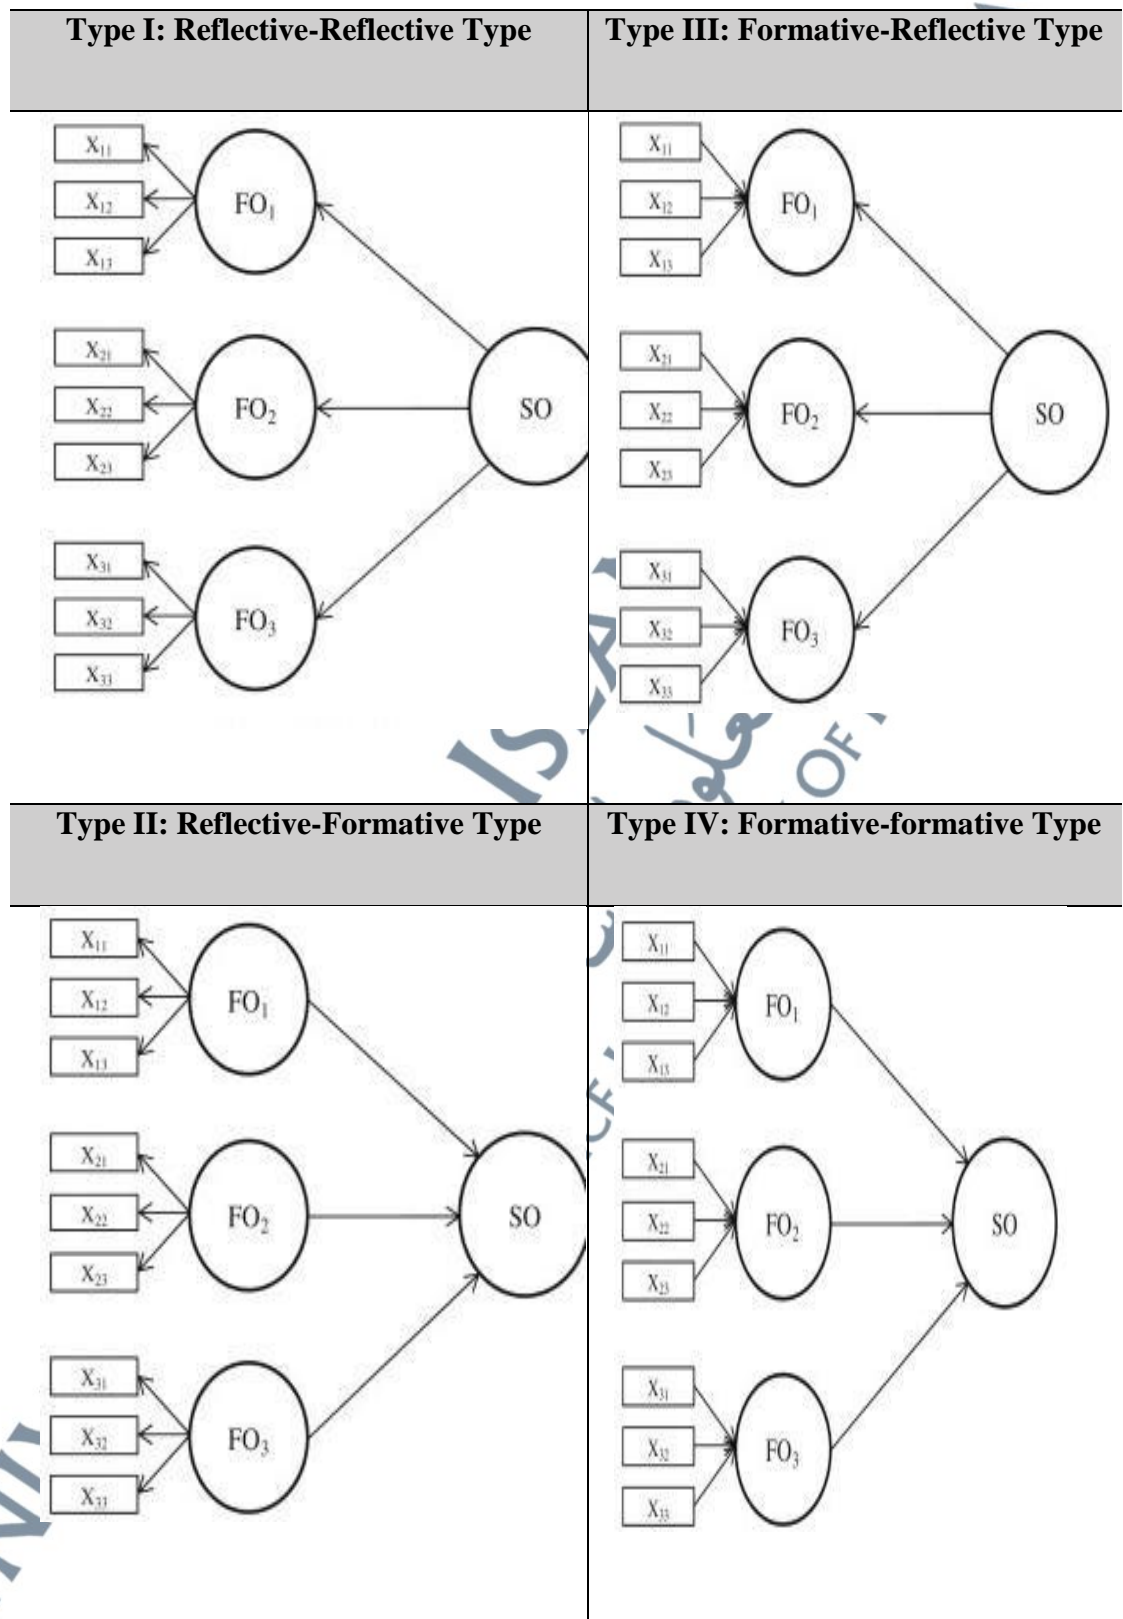 Type I: Reflective-Reflective Type
Type III: Formative-Reflective Type
X11
X12
X13
FO1
X21
X22
X23
FO2
SO
X31
X32
X33
FO3
X11
X12
X13
FO1
X21
X22
X23
FO2
SO
X31
X32
X33
FO3
OF
Type II: Reflective-Formative Type
Type IV: Formative-formative Type
X11
X12
X13
FO1
X21
X22
X23
FO2
SO
X31
X32
X33
FO3
X11
X12
X13
FO1
X21
X22
X23
FO2
SO
X31
X32
X33
FO3